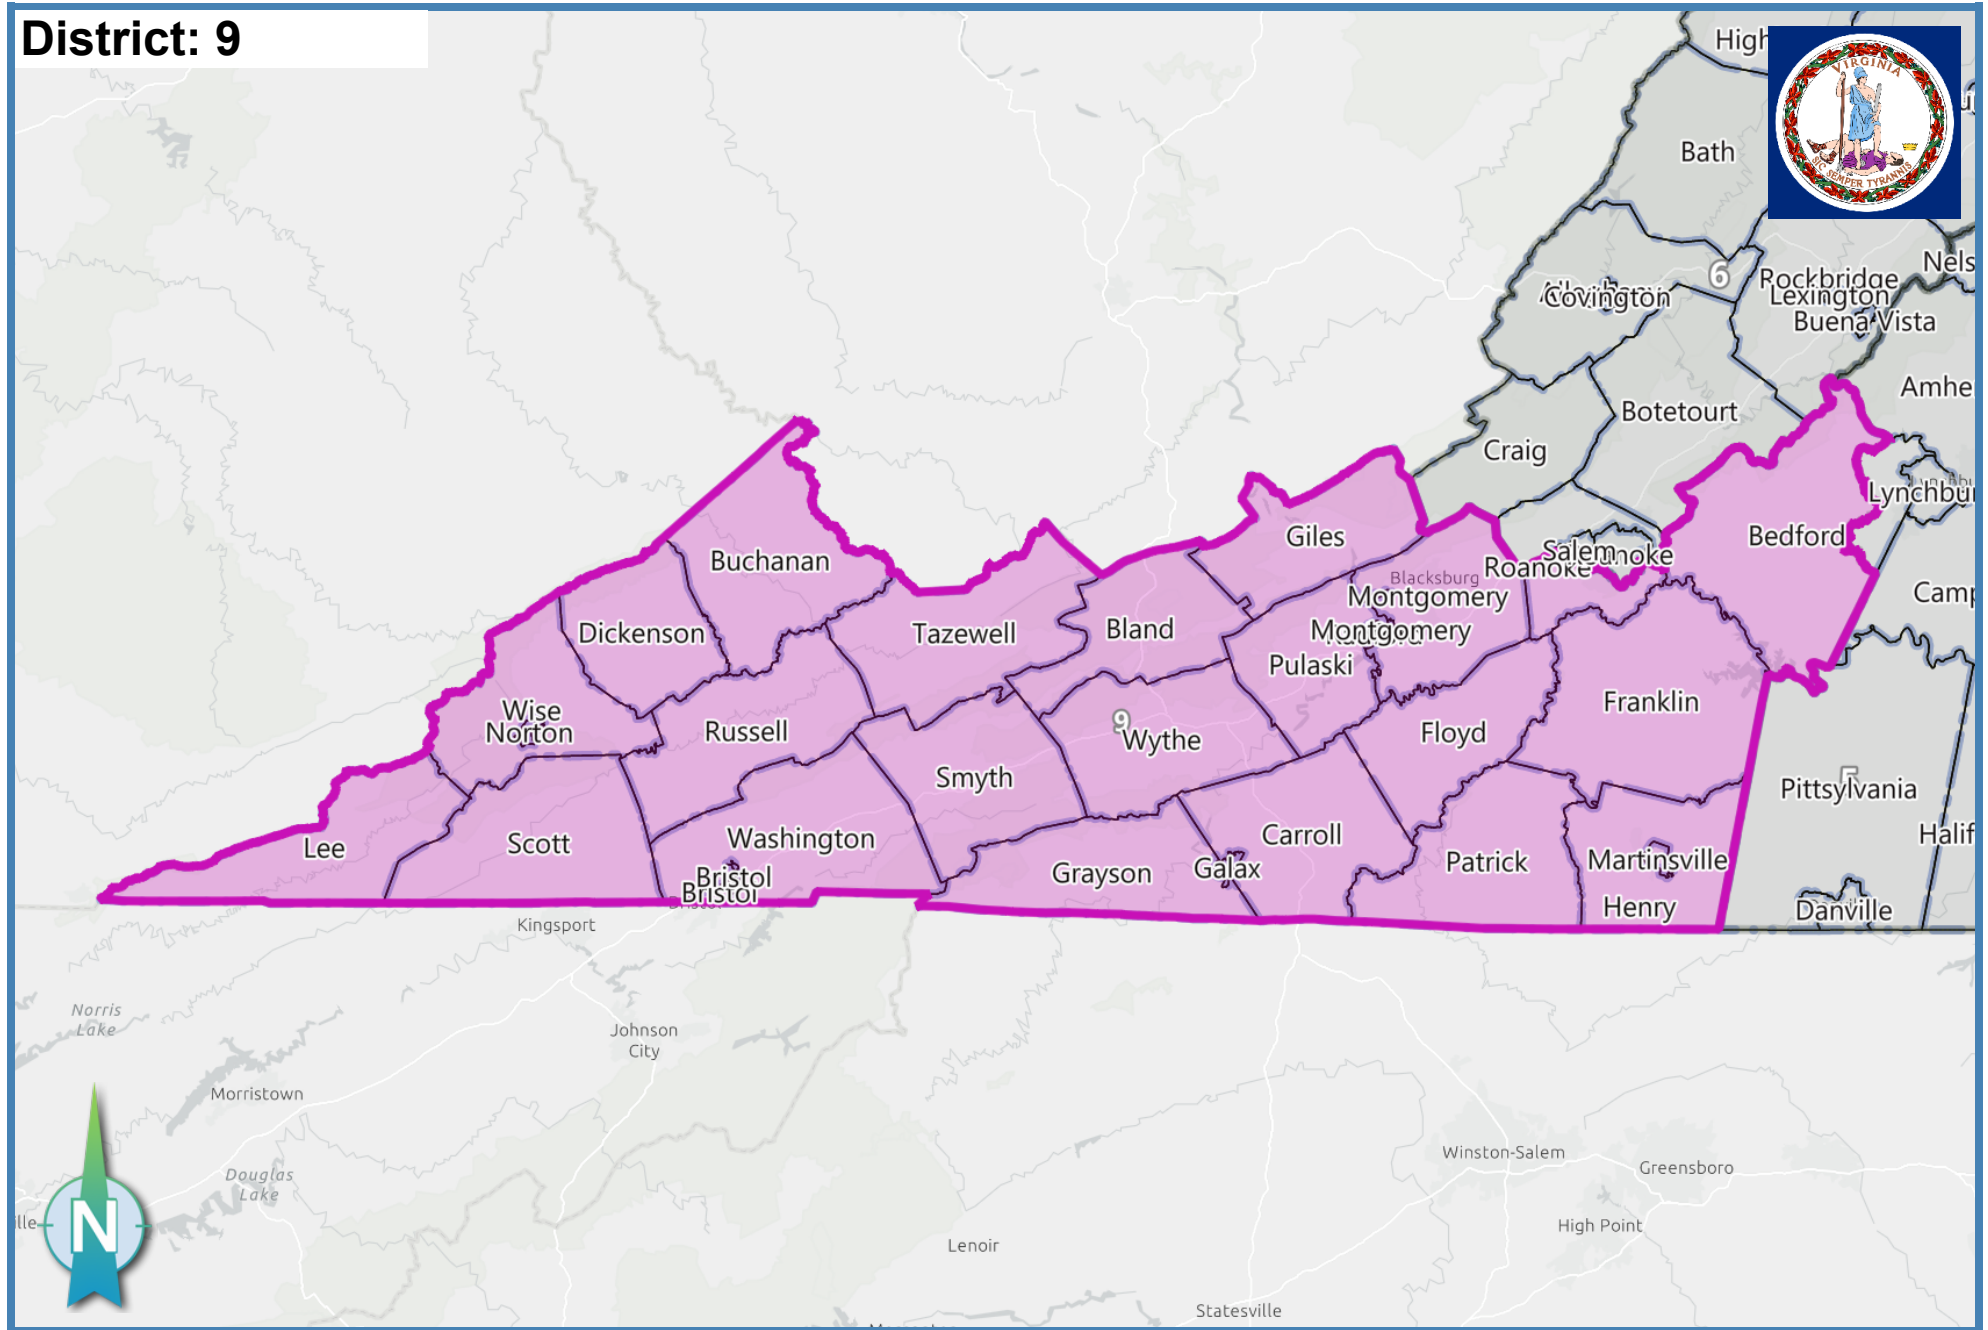 District: 9
High
VIRGINIA
SIC SEMPER TYRANNIS
Bath
Nels
6
Rockbridge
Covington
Lexington
Buena Vista
Amhe
Botetourt
Craig
Lynchbur
Giles
Bedford
Buchanan
Salem
Roanoke
Blacksburg
Montgomery
Camp
Dickenson
Tazewell
Bland
Montgomery
Pulaski
Franklin
Wise
Norton
Russell
9
Wythe
Floyd
Smyth
Pittsylvania
5
Lee
Scott
Washington
Carroll
Halif
Grayson
Galax
Patrick
Martinsville
Bristol
Bristol
Henry
Danville
Kingsport
Norris
Lake
Johnson
City
Morristown
Winston-Salem
Greensboro
Douglas
Lake
N
ille
High Point
Lenoir
Statesville